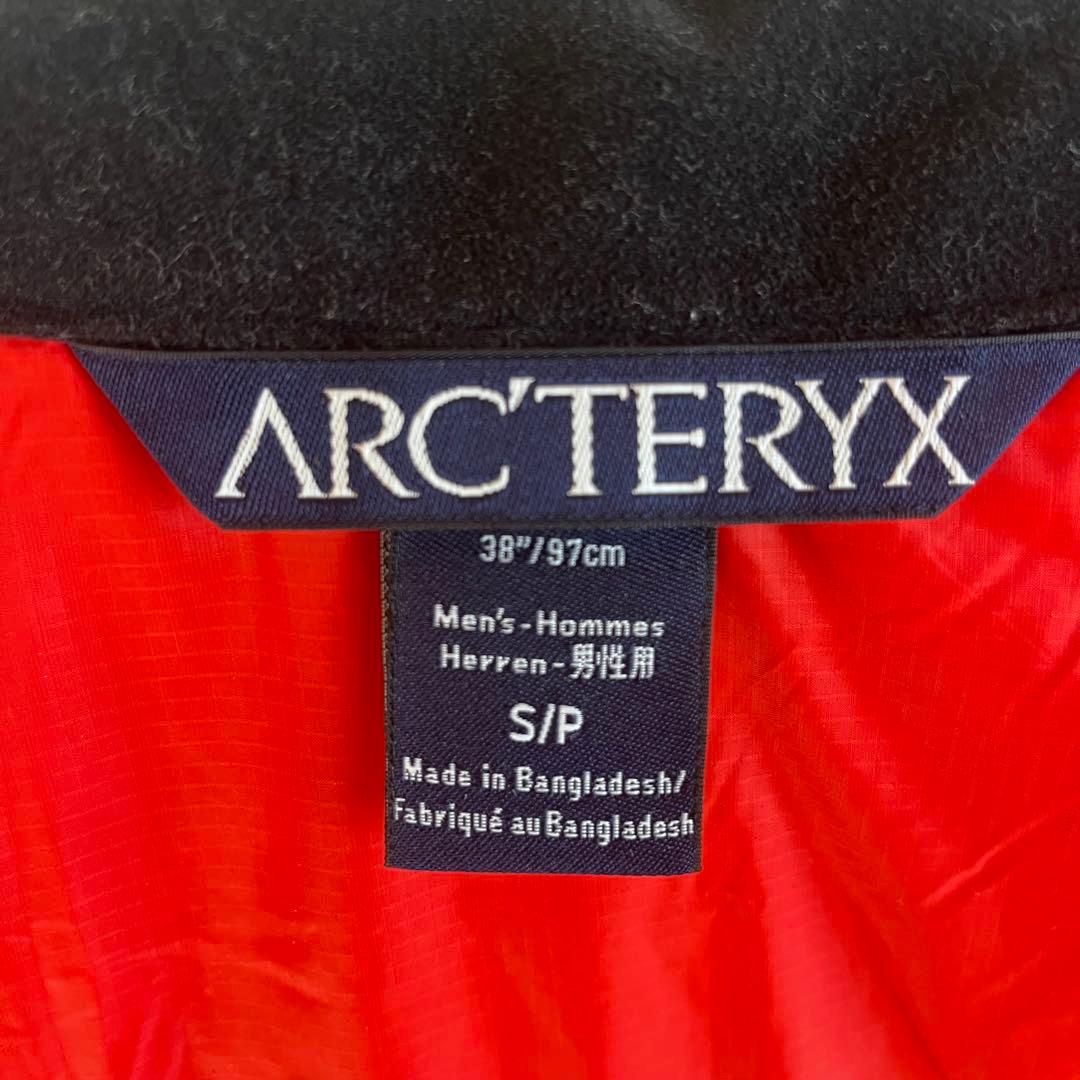 ARC'TERYX
38"/97cm
Men's-Hommes
Herren-男性用
S/P
Made in Bangladesh/
Fabriqué au Bangladesh